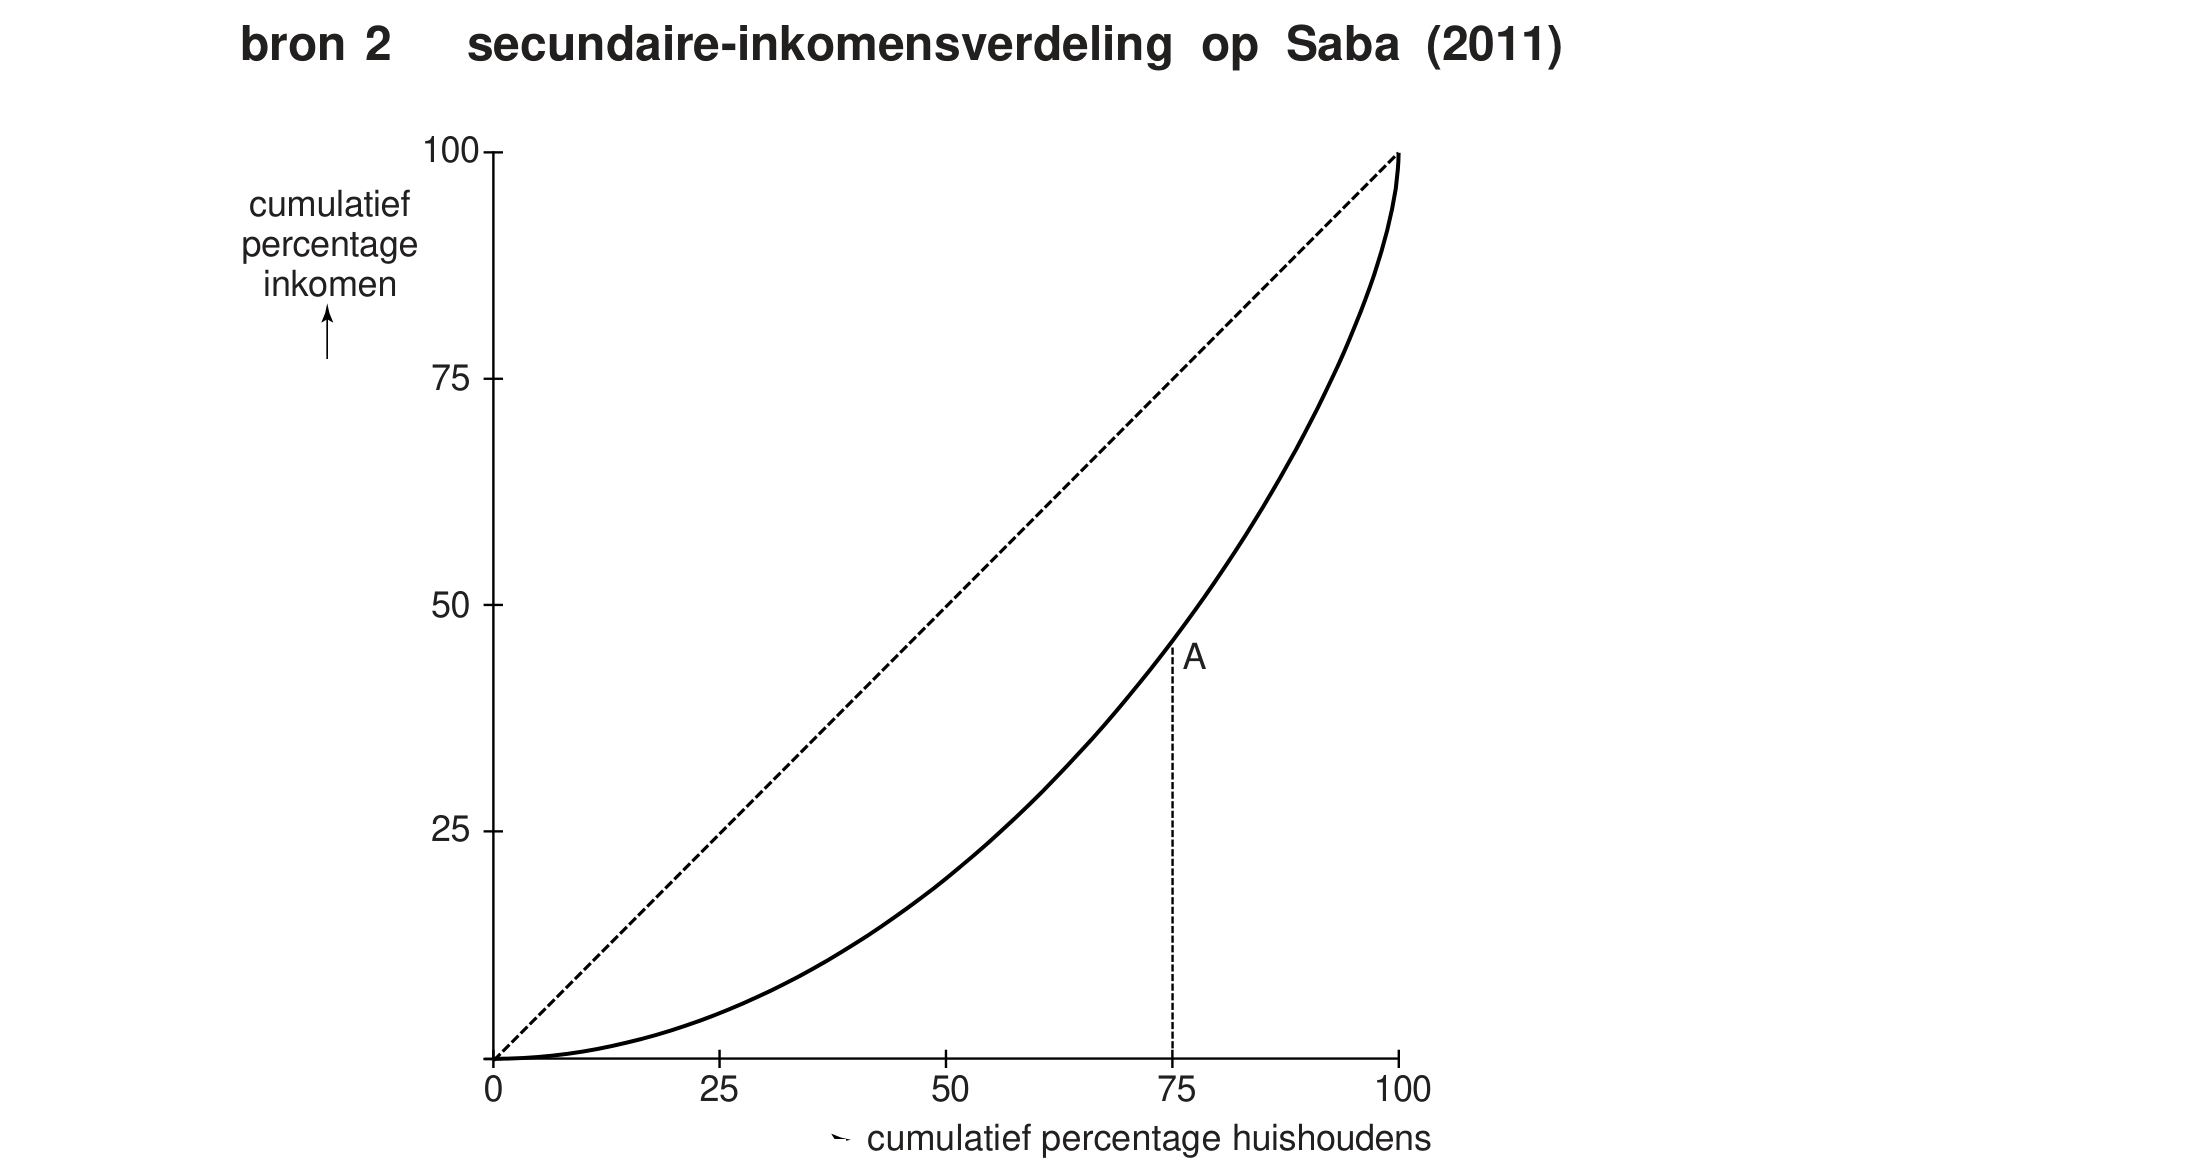 bron 2 secundaire-inkomensverdeling op Saba (2011)
100
cumulatief
percentage
inkomen
75
50
A
25
0 25 50 75 100
cumulatief percentage huishoudens